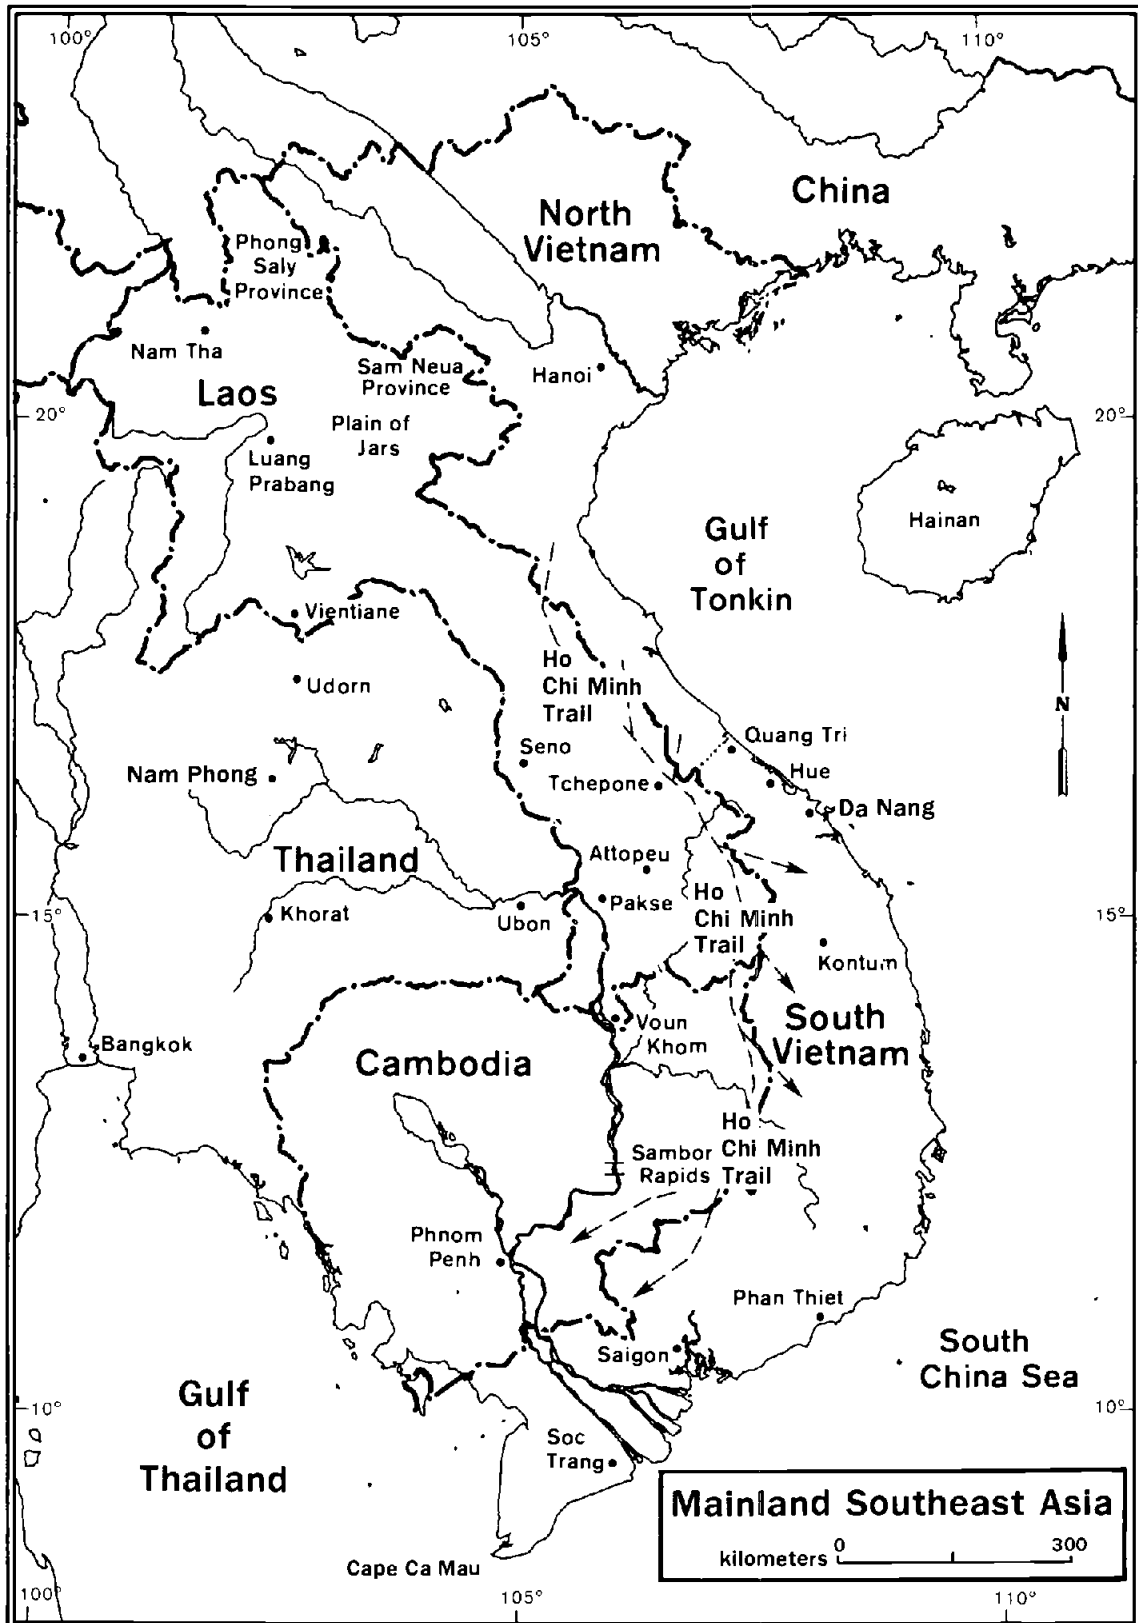 100°
105°
110°
China
North
Vietnam
Phong
Saly
Province
Nam Tha
Sam Neua
Province
Hanoi
Laos
20°
20°
Plain of
Jars
Luang
Prabang
Hainan
Gulf
of
Tonkin
Vientiane
Ho
Chi Minh
Trail
Udorn
N
Quang Tri
Seno
Nam Phong
Tchepone
Hue
Da Nang
Thailand
Attopeu
Ho
Chi Minh
Trail
Pakse
Khorat
Ubon
15°
15°
Kontum
Voun
Khom
South
Vietnam
Bangkok
Cambodia
Ho
Chi Minh
Trail
Sambor
Rapids
Phnom
Penh
Phan Thiet
Saigon
South
China Sea
Gulf
of
Thailand
10°
10°
Soc
Trang
Cape Ca Mau
Mainland Southeast Asia
0
300
kilometers
100°
105°
110°